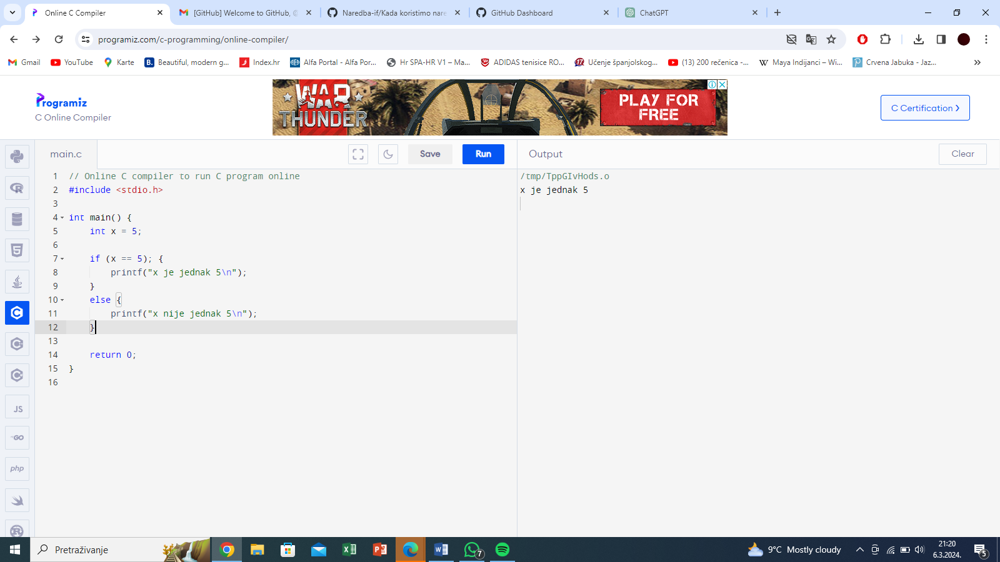 Online C Compiler
[GitHub] Welcome to GitHub, @
Naredba-if/Kada koristimo nare
GitHub Dashboard
ChatGPT
programiz.com/c-programming/online-compiler/
Gmail
YouTube
Karte
B. Beautiful, modern g...
Index.hr
Alfa Portal - Alfa Por...
Hr SPA-HR V1 – Ma...
ADIDAS tenisice RO...
Učenje španjolskog...
(13) 200 rečenica -...
W Maya Indijanci – Wi...
Crvena Jabuka - Jaz...
Programiz
C Online Compiler
WAR
THUNDER
PLAY FOR
FREE
C Certification
main.c
Save
Run
Output
Clear
1 // Online C compiler to run C program online
2 #include <stdio.h>
3
4 int main() {
5     int x = 5;
6
7     if (x == 5); {
8         printf("x je jednak 5\n");
9     }
10     else {
11         printf("x nije jednak 5\n");
12     }
13
14     return 0;
15 }
16
/tmp/TppGIvHods.o
x je jednak 5
R
5
C
C
C
JS
GO
php
R
Pretraživanje
7
9°C Mostly cloudy
21:20
6.3.2024.
5